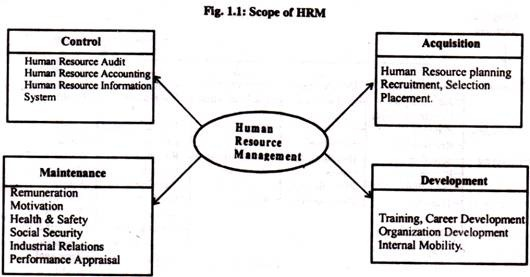 Fig. 1.1: Scope of HRM
Control
Human Resource Audit
Human Resource Accounting
Human Resource Information
System
Acquisition
Human Resource planning
Recruitment, Selection
Placement.
Human
Resource
Management
Maintenance
Remuneration
Motivation
Health & Safety
Social Security
Industrial Relations
Performance Appraisal
Development
Training, Career Development
Organization Development
Internal Mobility.